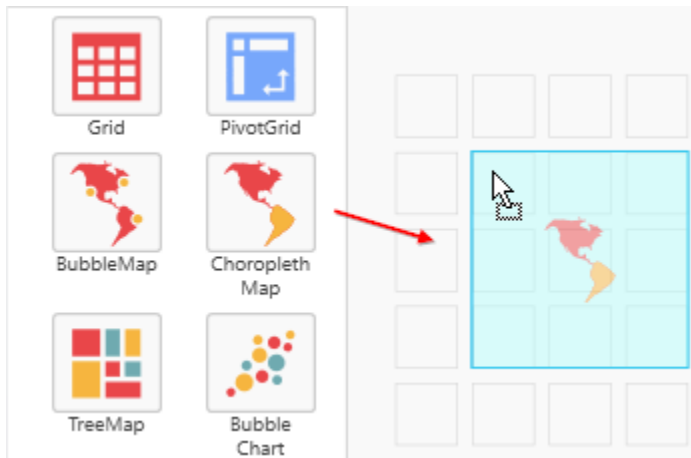 Grid
PivotGrid
BubbleMap
Choropleth
Map
TreeMap
Bubble
Chart